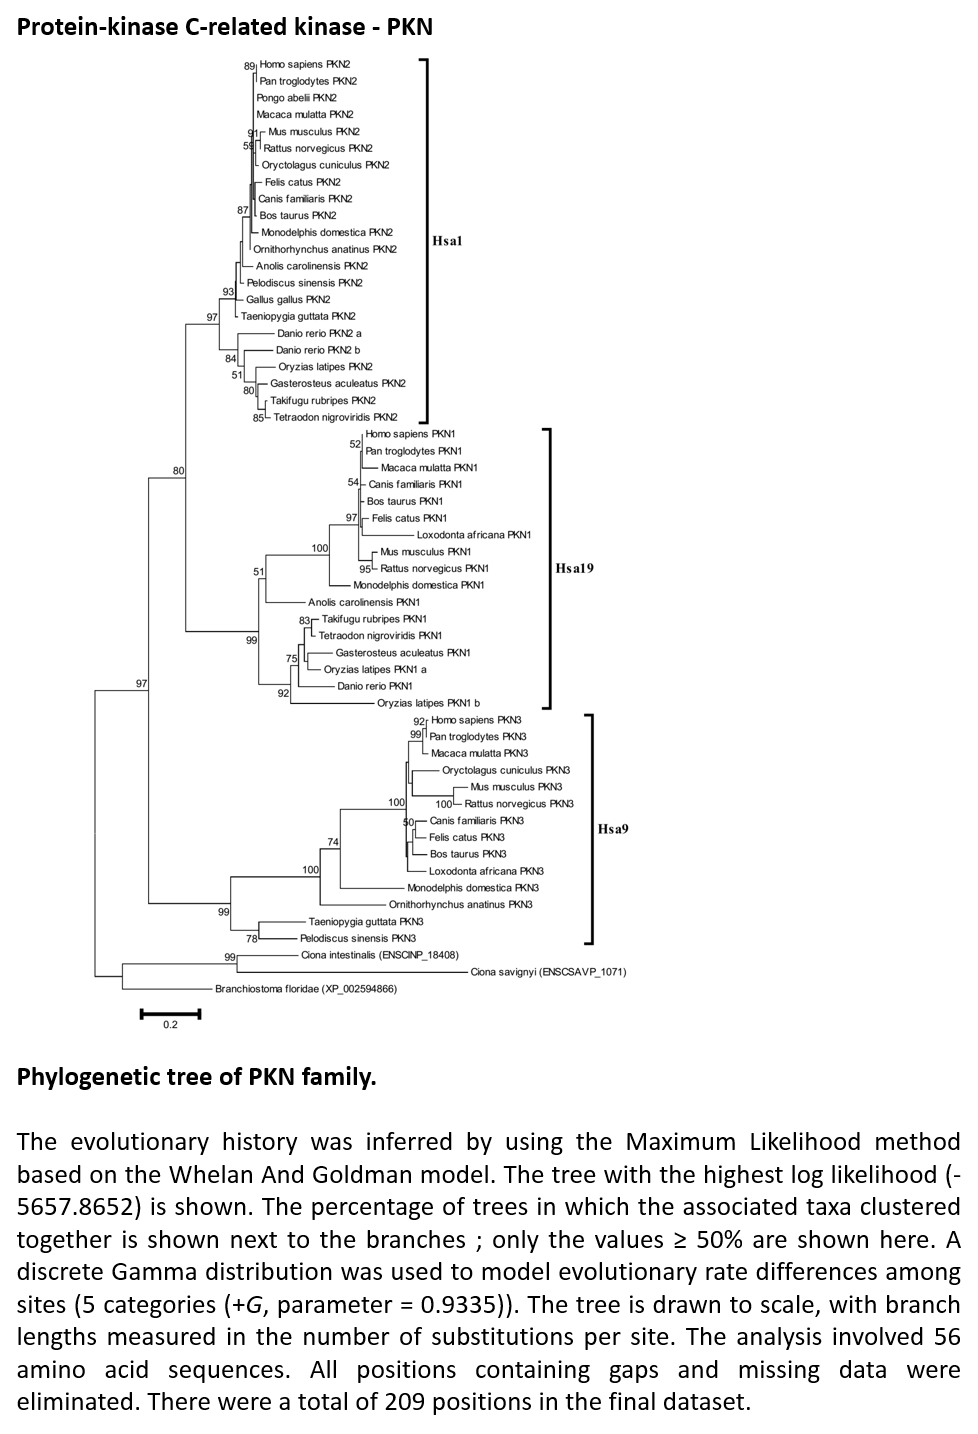 Protein-kinase C-related kinase - PKN
89
Homo sapiens PKN2
Pan troglodytes PKN2
Pongo abelii PKN2
Macaca mulatta PKN2
91
Mus musculus PKN2
59
Rattus norvegicus PKN2
Oryctolagus cuniculus PKN2
Felis catus PKN2
Canis familiaris PKN2
87
Bos taurus PKN2
Monodelphis domestica PKN2
Hsa1
Ornithorhynchus anatinus PKN2
Anolis carolinensis PKN2
Pelodiscus sinensis PKN2
93
Gallus gallus PKN2
97
Taeniopygia guttata PKN2
Danio rerio PKN2 a
84
Danio rerio PKN2 b
51
Oryzias latipes PKN2
80
Gasterosteus aculeatus PKN2
Takifugu rubripes PKN2
85
Tetraodon nigroviridis PKN2
Homo sapiens PKN1
52
Pan troglodytes PKN1
80
Macaca mulatta PKN1
54
Canis familiaris PKN1
Bos taurus PKN1
97
Felis catus PKN1
Loxodonta africana PKN1
100
Mus musculus PKN1
95
Rattus norvegicus PKN1
Hsa19
51
Monodelphis domestica PKN1
Anolis carolinensis PKN1
83
Takifugu rubripes PKN1
99
Tetraodon nigroviridis PKN1
75
Gasterosteus aculeatus PKN1
Oryzias latipes PKN1 a
97
92
Danio rerio PKN1
Oryzias latipes PKN1 b
92
Homo sapiens PKN3
99
Pan troglodytes PKN3
Macaca mulatta PKN3
Oryctolagus cuniculus PKN3
Mus musculus PKN3
100
100
Rattus norvegicus PKN3
50
Canis familiaris PKN3
Hsa9
74
Felis catus PKN3
Bos taurus PKN3
100
Loxodonta africana PKN3
Monodelphis domestica PKN3
99
Ornithorhynchus anatinus PKN3
Taeniopygia guttata PKN3
78
Pelodiscus sinensis PKN3
99
Ciona intestinalis (ENSCINP_18408)
Ciona savignyi (ENSCSAVP_1071)
Branchiostoma floridae (XP_002594866)
0.2
Phylogenetic tree of PKN family.
The evolutionary history was inferred by using the Maximum Likelihood method
based on the Whelan And Goldman model. The tree with the highest log likelihood (-
5657.8652) is shown. The percentage of trees in which the associated taxa clustered
together is shown next to the branches ; only the values ≥ 50% are shown here. A
discrete Gamma distribution was used to model evolutionary rate differences among
sites (5 categories (+G, parameter = 0.9335)). The tree is drawn to scale, with branch
lengths measured in the number of substitutions per site. The analysis involved 56
amino acid sequences. All positions containing gaps and missing data were
eliminated. There were a total of 209 positions in the final dataset.